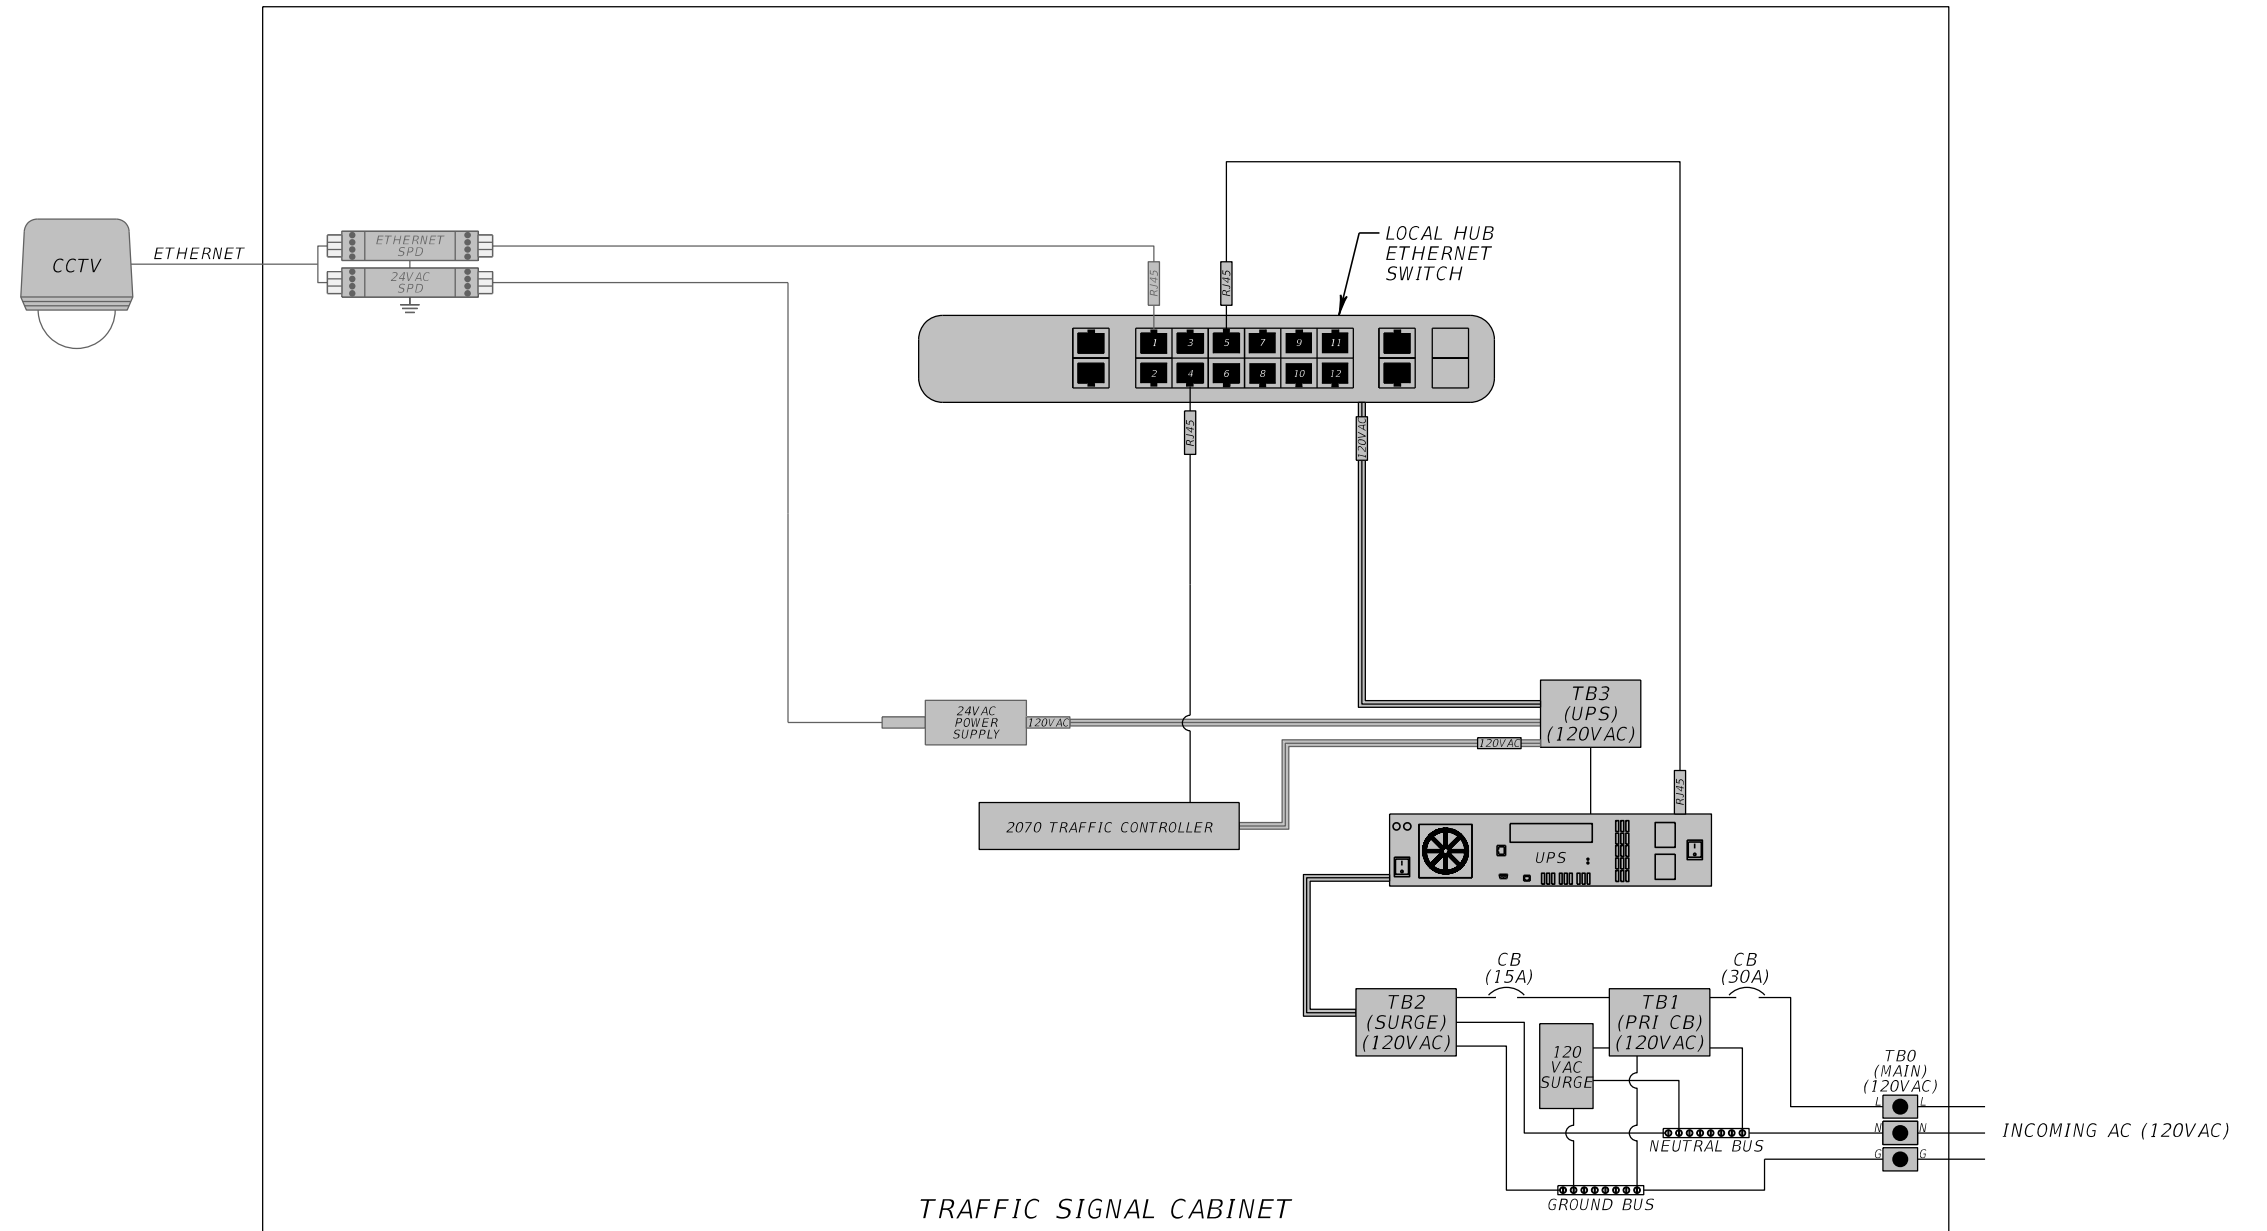 CCTV
ETHERNET
ETHERNET
SPD
24VAC
SPD
RJ45
RJ45
LOCAL HUB
ETHERNET
SWITCH
1 3 5 7 9 11
2 4 6 8 10 12
RJ45
120VAC
24VAC
POWER
SUPPLY
120VAC
TB3
(UPS)
(120VAC)
120VAC
RJ45
2070 TRAFFIC CONTROLLER
UPS
CB
(15A)
CB
(30A)
TB2
(SURGE)
(120VAC)
TB1
(PRI CB)
(120VAC)
120
VAC
SURGE
TB0
(MAIN)
(120VAC)
L L
N N
G G
INCOMING AC (120VAC)
NEUTRAL BUS
GROUND BUS
TRAFFIC SIGNAL CABINET